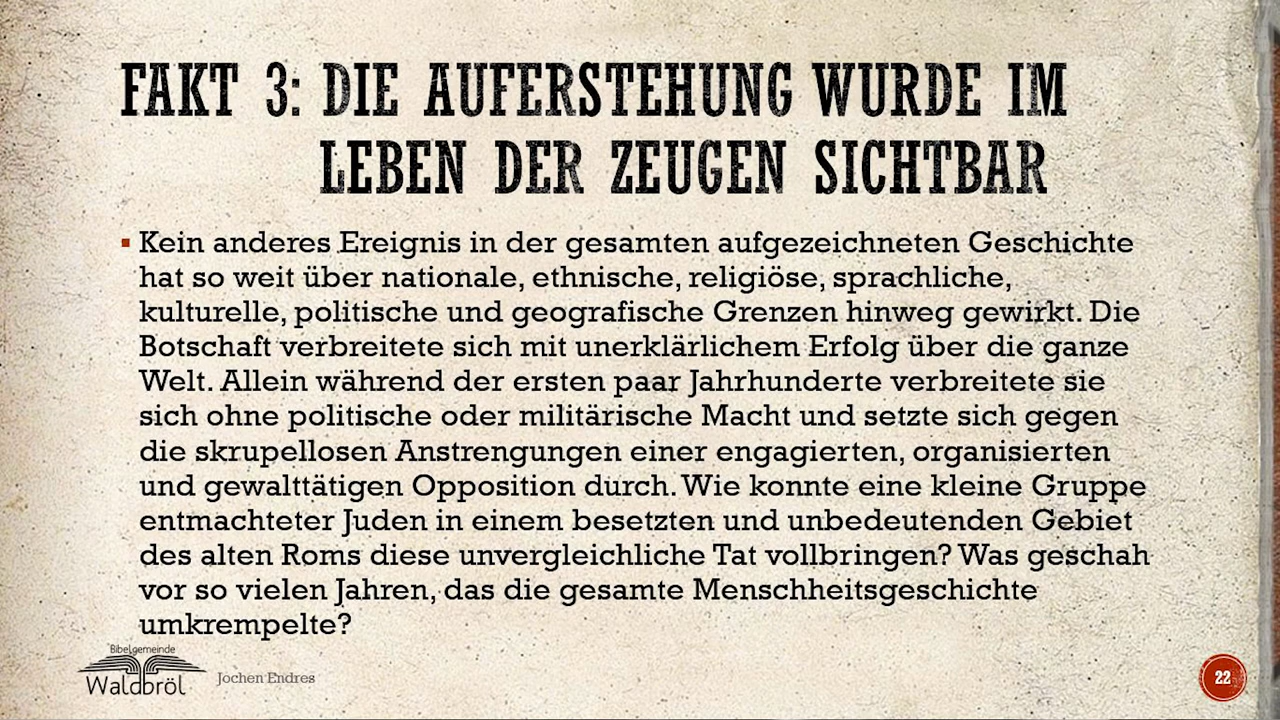 FAKT 3: DIE AUFERSTEHUNG WURDE IM
LEBEN DER ZEUGEN SICHTBAR
▪ Kein anderes Ereignis in der gesamten aufgezeichneten Geschichte
hat so weit über nationale, ethnische, religiöse, sprachliche,
kulturelle, politische und geografische Grenzen hinweg gewirkt. Die
Botschaft verbreitete sich mit unerklärlichem Erfolg über die ganze
Welt. Allein während der ersten paar Jahrhunderte verbreitete sie
sich ohne politische oder militärische Macht und setzte sich gegen
die skrupellosen Anstrengungen einer engagierten, organisierten
und gewalttätigen Opposition durch. Wie konnte eine kleine Gruppe
entmachteter Juden in einem besetzten und unbedeutenden Gebiet
des alten Roms diese unvergleichliche Tat vollbringen? Was geschah
vor so vielen Jahren, das die gesamte Menschheitsgeschichte
umkrempelte?
Bibelgemeinde
Waldbröl
Jochen Endres
22